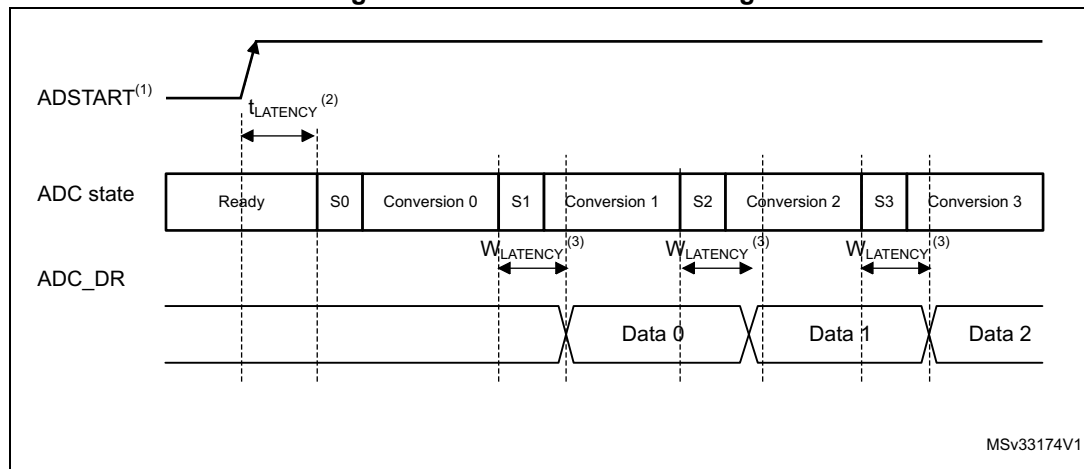 ADSTART(1)
tLATENCY (2)
ADC state
Ready S0 Conversion 0 S1 Conversion 1 S2 Conversion 2 S3 Conversion 3
WLATENCY(3) WLATENCY(3) WLATENCY(3)
ADC_DR
Data 0 Data 1 Data 2
MSv33174V1